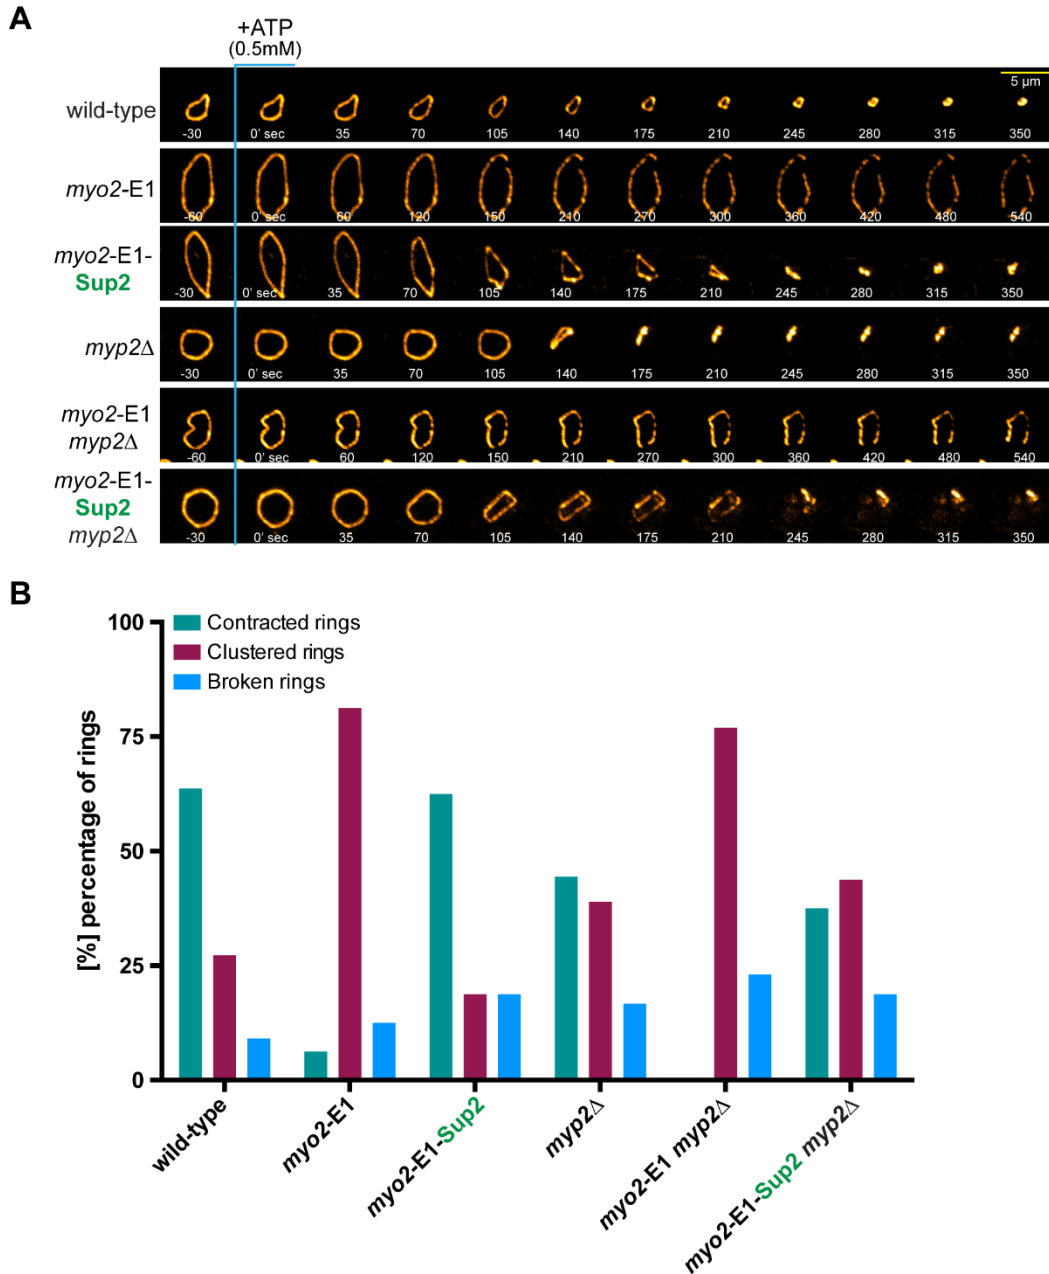 A
+ATP
(0.5mM)
wild-type
5 µm
-30 0' sec 35 70 105 140 175 210 245 280 315 350
myo2-E1
-60 0' sec 60 120 150 210 270 300 360 420 480 540
myo2-E1-
Sup2
-30 0' sec 35 70 105 140 175 210 245 280 315 350
myp2Δ
-30 0' sec 35 70 105 140 175 210 245 280 315 350
myo2-E1
myp2Δ
-60 0' sec 60 120 150 210 270 300 360 420 480 540
myo2-E1-
Sup2
myp2Δ
-30 0' sec 35 70 105 140 175 210 245 280 315 350
B
Contracted rings
Clustered rings
Broken rings
[%] percentage of rings
100
75
50
25
0
wild-type
myo2-E1
myo2-E1-Sup2
myp2Δ
myo2-E1 myp2Δ
myo2-E1-Sup2 myp2Δ